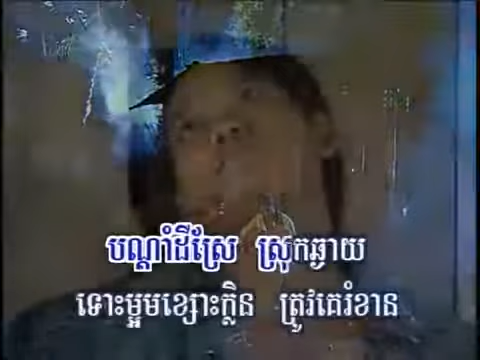 បណ្ដាំដីស្រែ ស្រុកឆ្ងាយ
ទោះម្អមខ្សោះក្លិន ត្រូវគេរំខាន